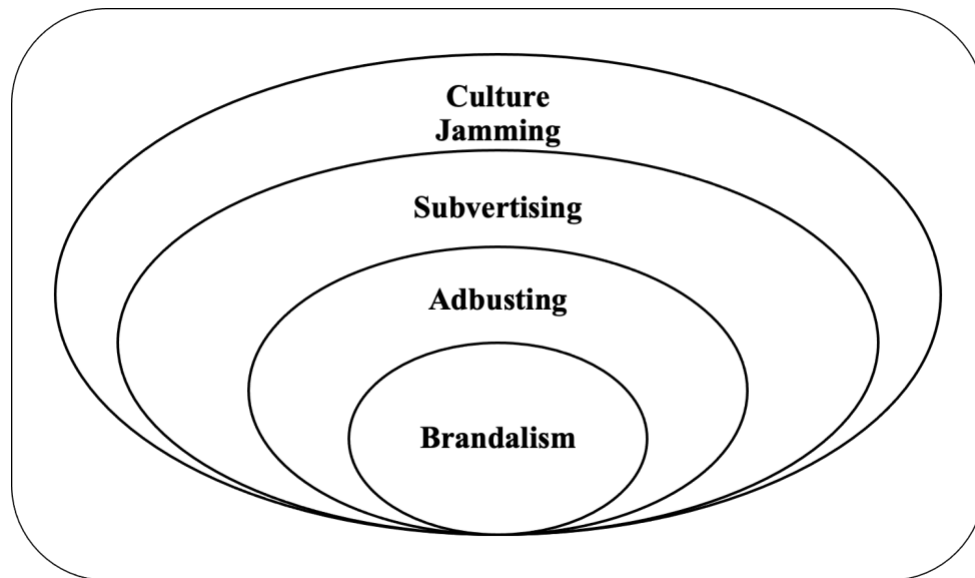 Culture
Jamming
Subvertising
Adbusting
Brandalism